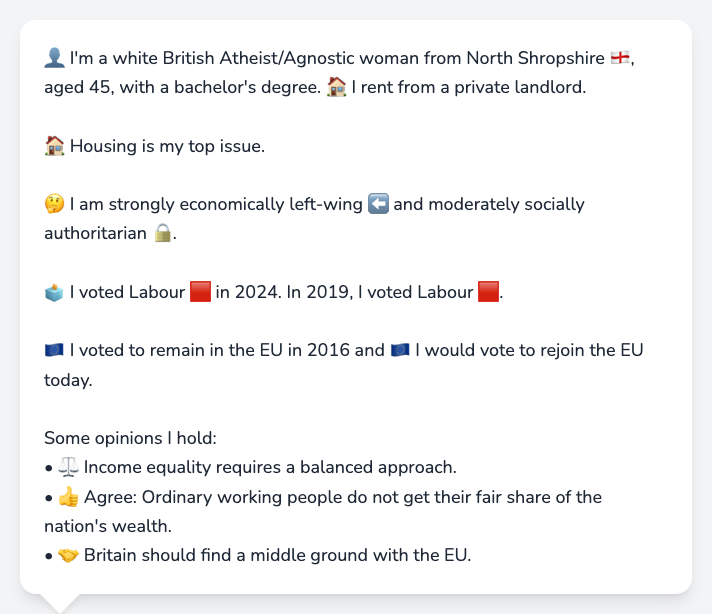 👤 I'm a white British Atheist/Agnostic woman from North Shropshire 🏴󠁧󠁢󠁥󠁮󠁧󠁿,
aged 45, with a bachelor's degree. 🏠 I rent from a private landlord.
🏠 Housing is my top issue.
🤔 I am strongly economically left-wing ⬅️ and moderately socially
authoritarian 🔒.
🗳️ I voted Labour 🟥 in 2024. In 2019, I voted Labour 🟥.
🇪🇺 I voted to remain in the EU in 2016 and 🇪🇺 I would vote to rejoin the EU
today.
Some opinions I hold:
• ⚖️ Income equality requires a balanced approach.
• 👍 Agree: Ordinary working people do not get their fair share of the
nation's wealth.
• 🤝 Britain should find a middle ground with the EU.